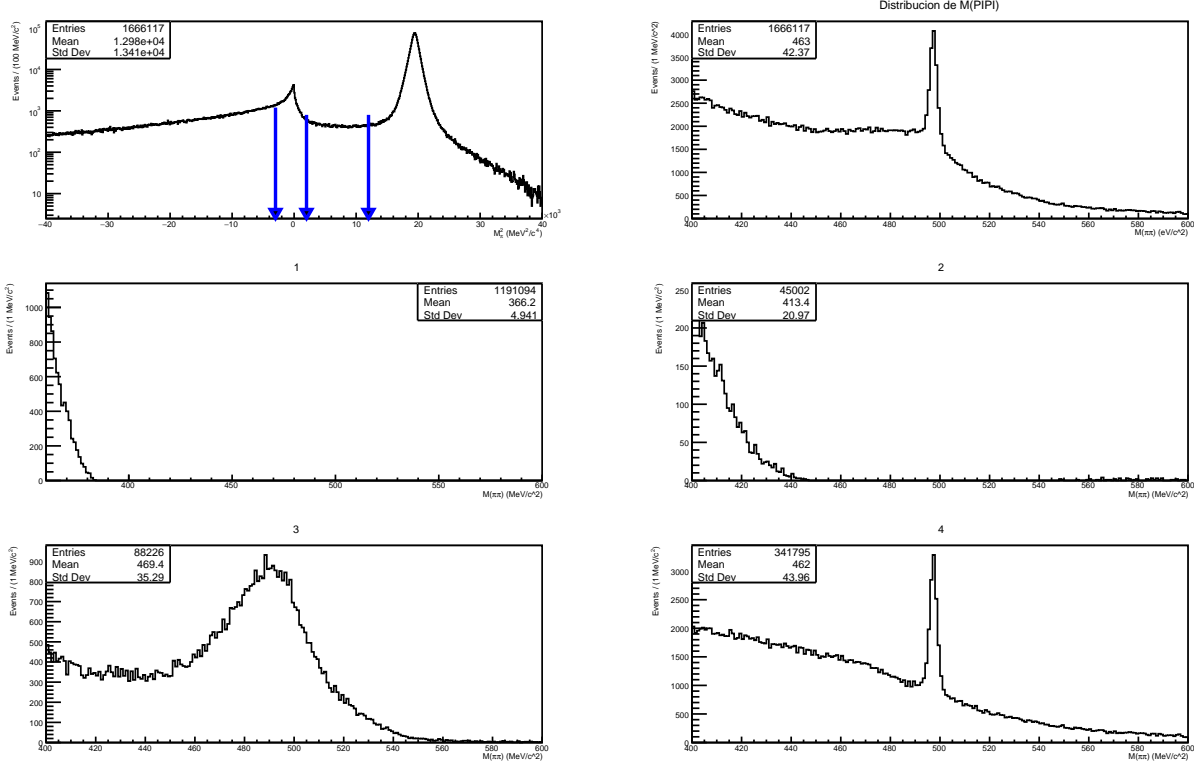 Distribucion de M(PIPI)
Entries 1666117
Mean 1.298e+04
Std Dev 1.341e+04
Events / (100 MeV/c²)
10⁵
10⁴
10³
10²
10
−40 −30 −20 −10 0 10 20 30 40
×10³
M²ₓ (MeV²/c⁴)
Entries 1666117
Mean 463
Std Dev 42.37
Events/ (1 MeV/c^2)
4000
3500
3000
2500
2000
1500
1000
500
0
400 420 440 460 480 500 520 540 560 580 600
M(ππ) (eV/c^2)
1
Entries 1191094
Mean 366.2
Std Dev 4.941
Events / (1 MeV/c²)
1000
800
600
400
200
0
400 450 500 550 600
M(ππ) (MeV/c^2)
2
Entries 45002
Mean 413.4
Std Dev 20.97
Events / (1 MeV/c²)
250
200
150
100
50
0
400 420 440 460 480 500 520 540 560 580 600
M(ππ) (MeV/c^2)
3
Entries 88226
Mean 469.4
Std Dev 35.29
Events / (1 MeV/c²)
900
800
700
600
500
400
300
200
100
0
400 420 440 460 480 500 520 540 560 580 600
M(ππ) (MeV/c^2)
4
Entries 341795
Mean 462
Std Dev 43.96
Events / (1 MeV/c²)
3000
2500
2000
1500
1000
500
0
400 420 440 460 480 500 520 540 560 580 600
M(ππ) (MeV/c^2)